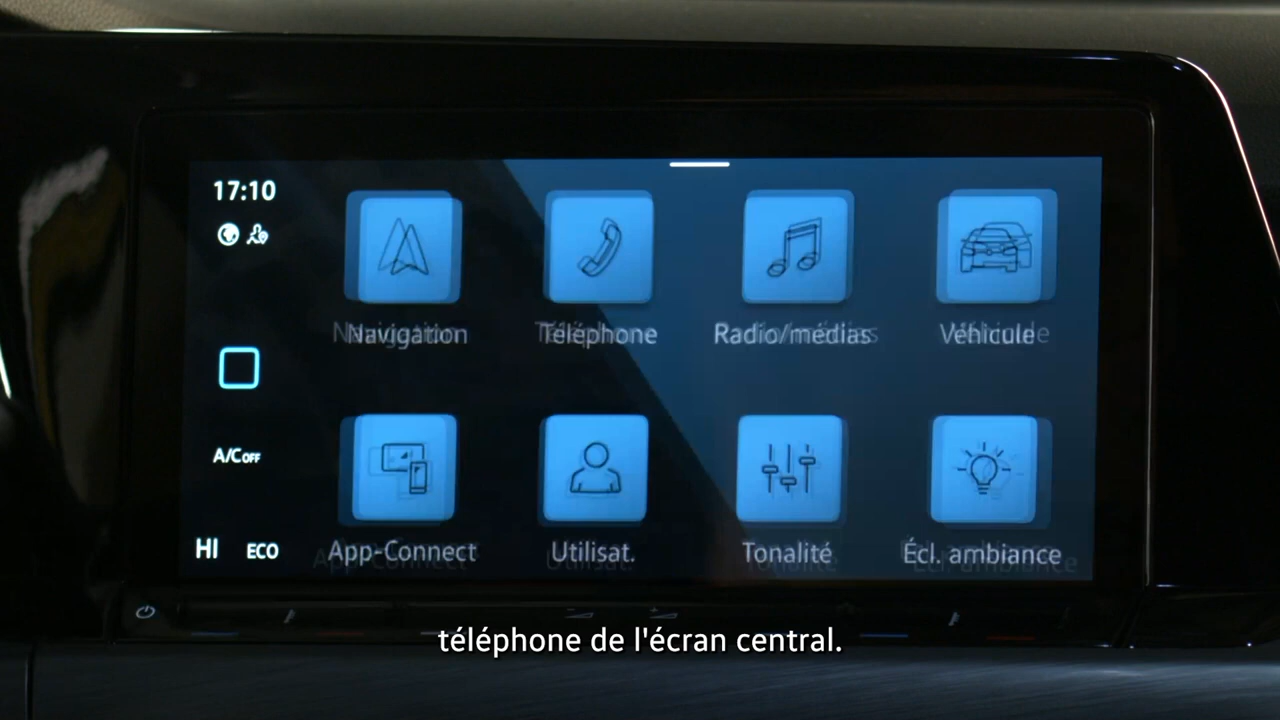 17:10
Navigation Téléphone Radio/médias Véhicule
A/C OFF
HI ECO
App-Connect Utilisat. Tonalité Écl. ambiance
téléphone de l'écran central.